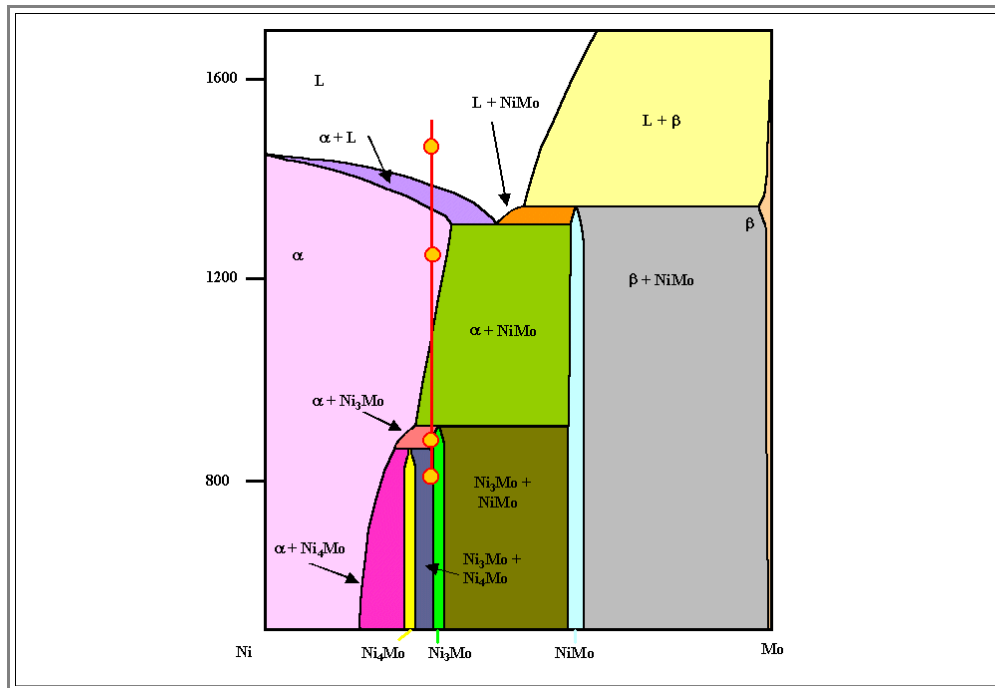 1600
L
L + NiMo
L + β
α + L
β
α
1200
β + NiMo
α + NiMo
α + Ni₃Mo
800
Ni₃Mo +
NiMo
α + Ni₄Mo
Ni₃Mo +
Ni₄Mo
Ni
Ni₄Mo
Ni₃Mo
NiMo
Mo